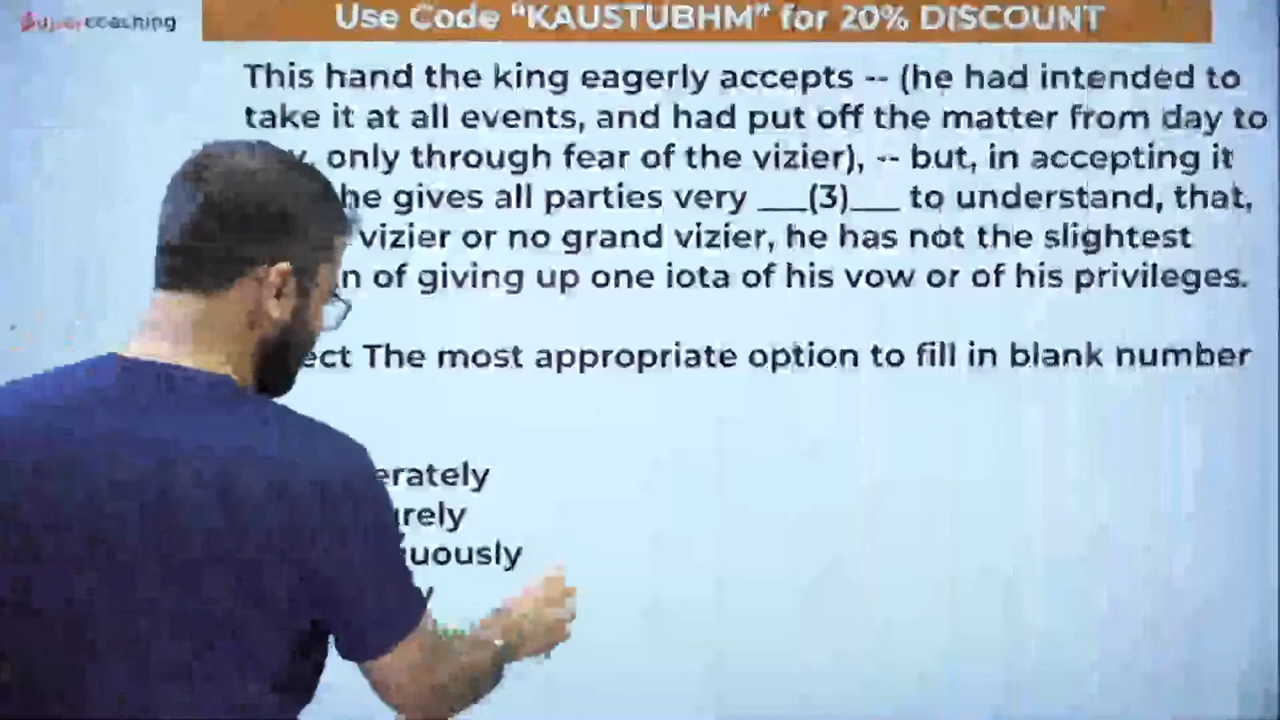 Supercoaching
Use Code “KAUSTUBHM” for 20% DISCOUNT
This hand the king eagerly accepts -- (he had intended to
take it at all events, and had put off the matter from day to
only through fear of the vizier), -- but, in accepting it
he gives all parties very ___(3)___ to understand, that,
vizier or no grand vizier, he has not the slightest
of giving up one iota of his vow or of his privileges.
The most appropriate option to fill in blank number